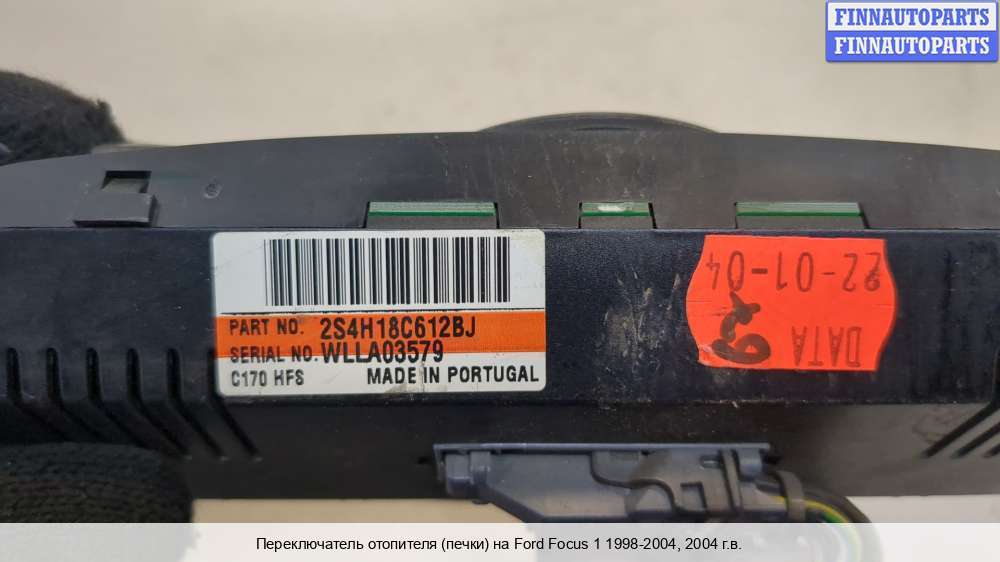 FINNAUTOPARTS
FINNAUTOPARTS
PART NO. 2S4H18C612BJ
SERIAL NO. WLLA03579
C170 HFS MADE IN PORTUGAL
22-01-04
DATA
Переключатель отопителя (печки) на Ford Focus 1 1998-2004, 2004 г.в.